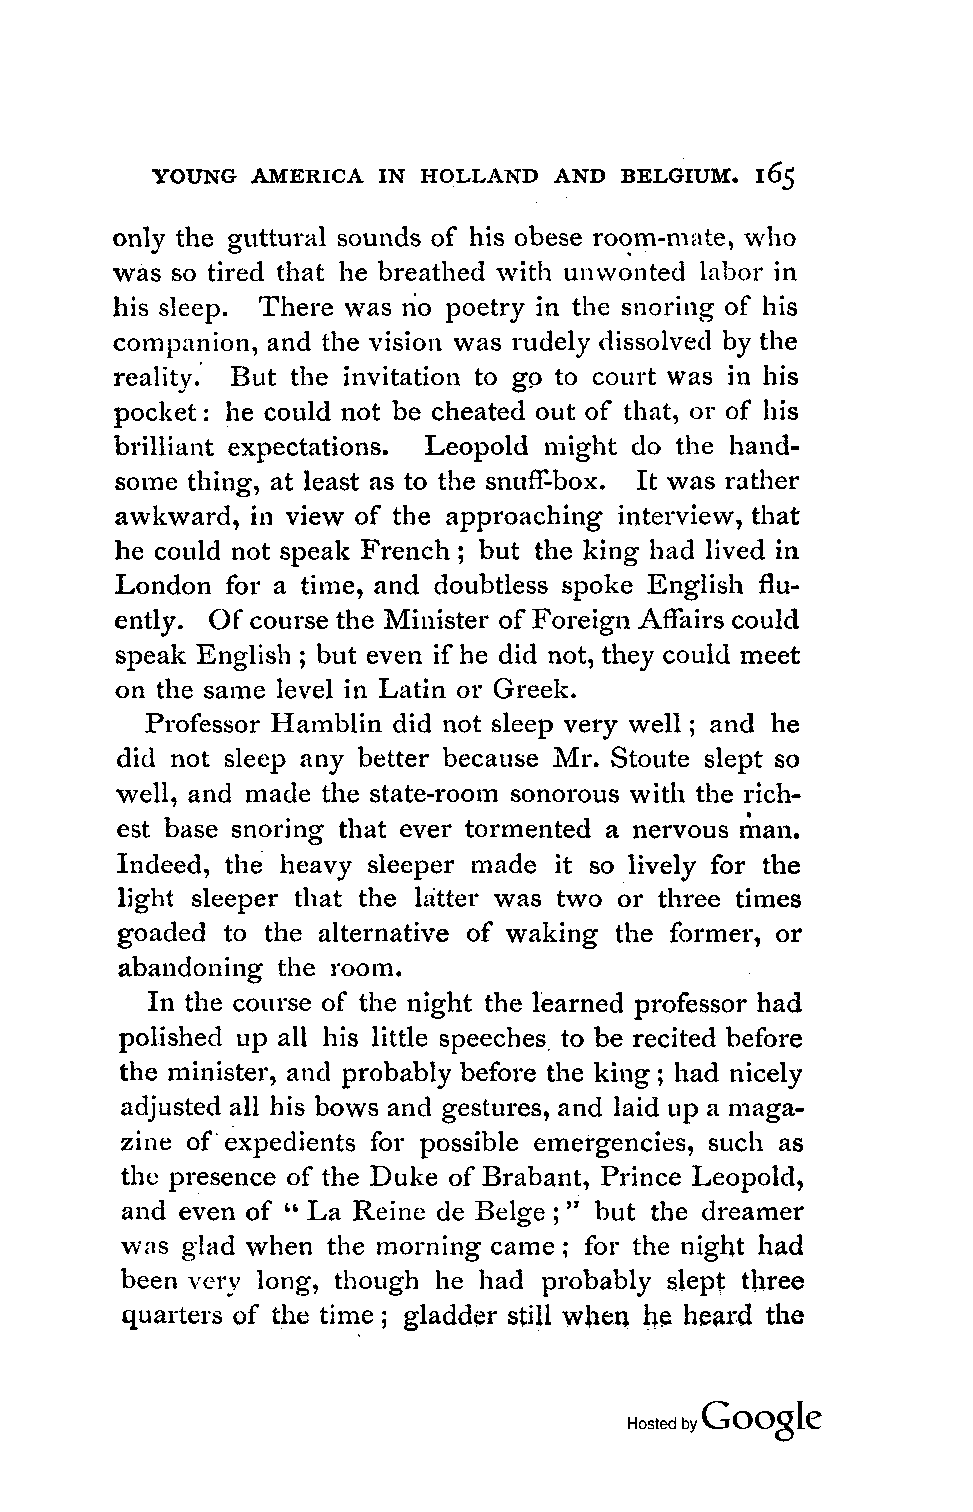 YOUNG AMERICA IN HOLLAND AND BELGIUM. 165
only the guttural sounds of his obese room-mate, who
was so tired that he breathed with unwonted labor in
his sleep. There was no poetry in the snoring of his
companion, and the vision was rudely dissolved by the
reality. But the invitation to go to court was in his
pocket: he could not be cheated out of that, or of his
brilliant expectations. Leopold might do the hand-
some thing, at least as to the snuff-box. It was rather
awkward, in view of the approaching interview, that
he could not speak French; but the king had lived in
London for a time, and doubtless spoke English flu-
ently. Of course the Minister of Foreign Affairs could
speak English; but even if he did not, they could meet
on the same level in Latin or Greek.
Professor Hamblin did not sleep very well; and he
did not sleep any better because Mr. Stoute slept so
well, and made the state-room sonorous with the rich-
est base snoring that ever tormented a nervous man.
Indeed, the heavy sleeper made it so lively for the
light sleeper that the latter was two or three times
goaded to the alternative of waking the former, or
abandoning the room.
In the course of the night the learned professor had
polished up all his little speeches to be recited before
the minister, and probably before the king; had nicely
adjusted all his bows and gestures, and laid up a maga-
zine of expedients for possible emergencies, such as
the presence of the Duke of Brabant, Prince Leopold,
and even of "La Reine de Belge;" but the dreamer
was glad when the morning came; for the night had
been very long, though he had probably slept three
quarters of the time; gladder still when he heard the
Hosted by Google